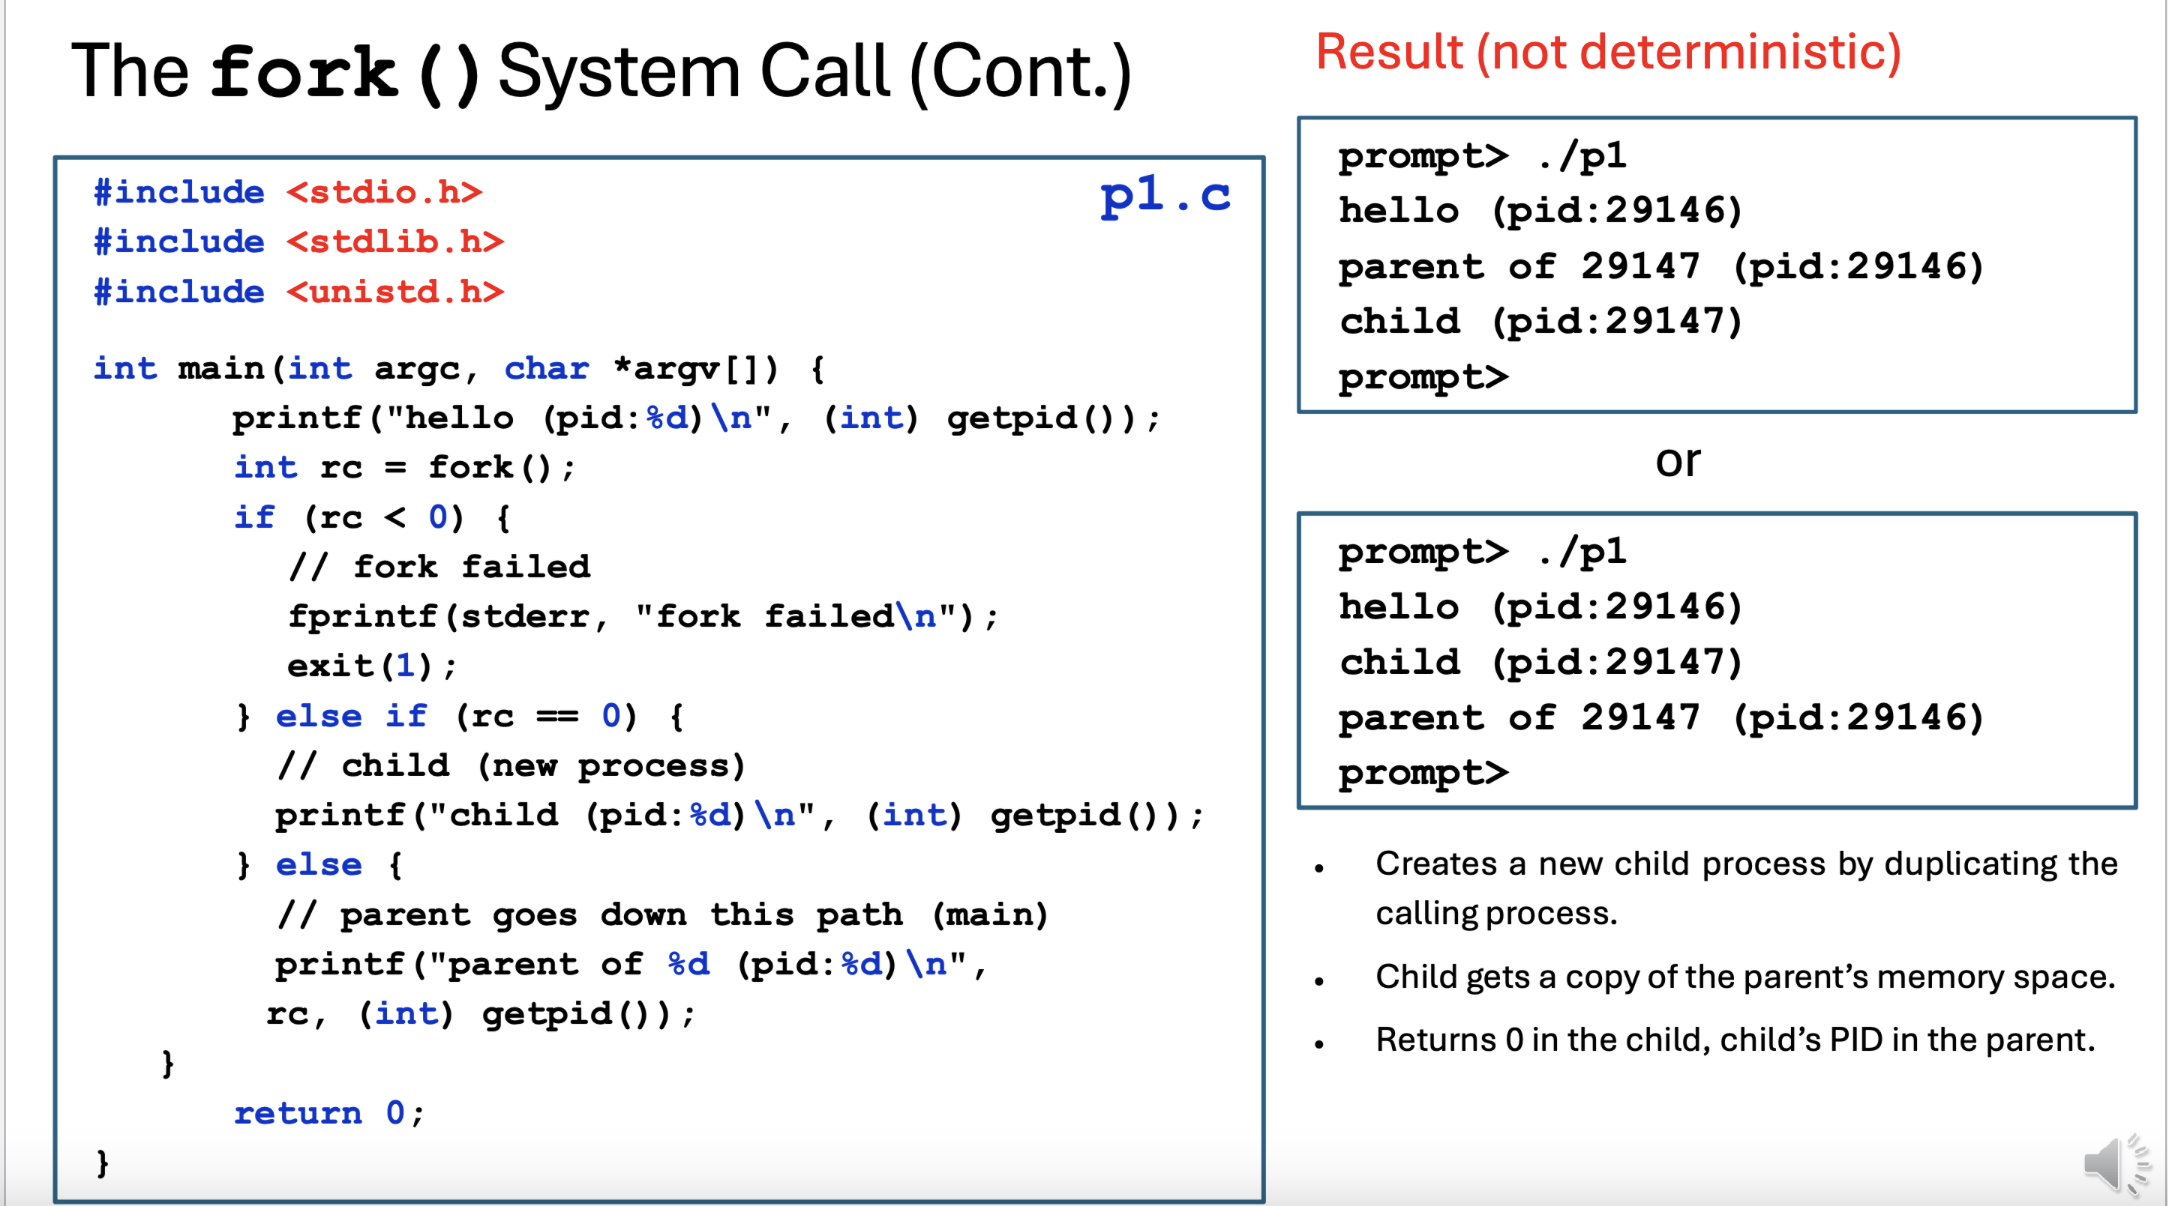 The fork() System Call (Cont.)
p1.c
#include <stdio.h>
#include <stdlib.h>
#include <unistd.h>
int main(int argc, char *argv[]) {
printf("hello (pid:%d)\n", (int) getpid());
int rc = fork();
if (rc < 0) {
// fork failed
fprintf(stderr, "fork failed\n");
exit(1);
} else if (rc == 0) {
// child (new process)
printf("child (pid:%d)\n", (int) getpid());
} else {
// parent goes down this path (main)
printf("parent of %d (pid:%d)\n",
rc, (int) getpid());
}
return 0;
}
Result (not deterministic)
prompt> ./p1
hello (pid:29146)
parent of 29147 (pid:29146)
child (pid:29147)
prompt>
or
prompt> ./p1
hello (pid:29146)
child (pid:29147)
parent of 29147 (pid:29146)
prompt>
• Creates a new child process by duplicating the
calling process.
• Child gets a copy of the parent’s memory space.
• Returns 0 in the child, child’s PID in the parent.